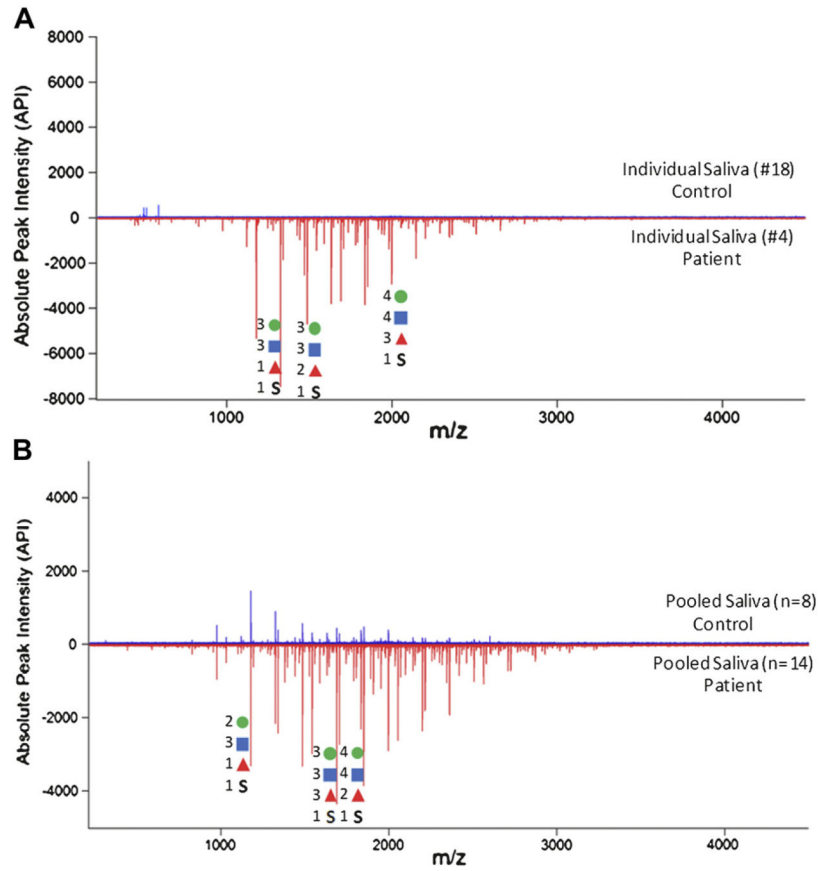 A
Absolute Peak Intensity (API)
8000
6000
4000
2000
0
-2000
-4000
-6000
-8000
Individual Saliva (#18)
Control
Individual Saliva (#4)
Patient
3
3
1
1 S
3
3
2
1 S
4
4
3
1 S
1000
2000
3000
4000
m/z
B
Absolute Peak Intensity (API)
4000
2000
0
-2000
-4000
Pooled Saliva (n=8)
Control
Pooled Saliva (n=14)
Patient
2
3
1
1 S
3
3
3
1 S
4
4
2
1 S
1000
2000
3000
4000
m/z